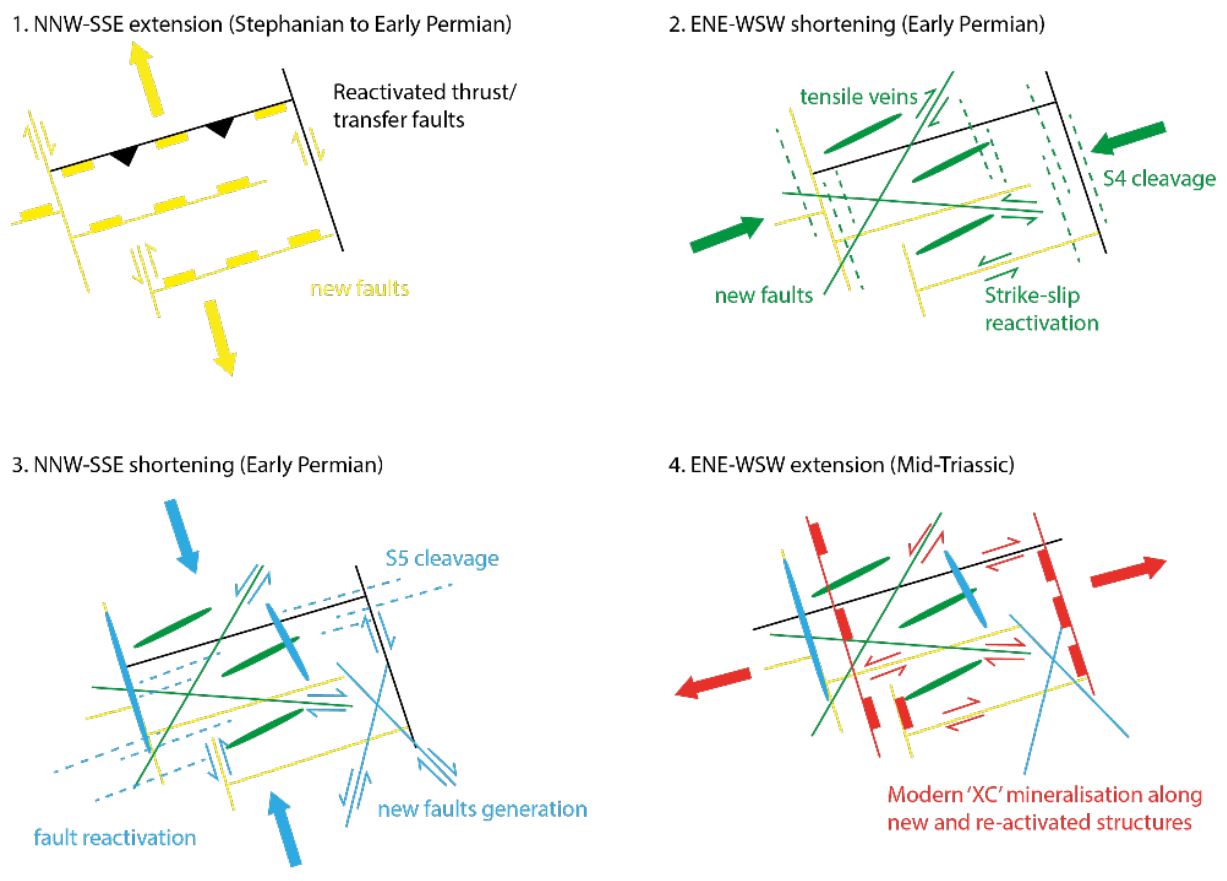 1. NNW-SSE extension (Stephanian to Early Permian)
Reactivated thrust/
transfer faults
new faults
2. ENE-WSW shortening (Early Permian)
tensile veins
S4 cleavage
new faults
Strike-slip
reactivation
3. NNW-SSE shortening (Early Permian)
S5 cleavage
new faults generation
fault reactivation
4. ENE-WSW extension (Mid-Triassic)
Modern ‘XC’ mineralisation along
new and re-activated structures